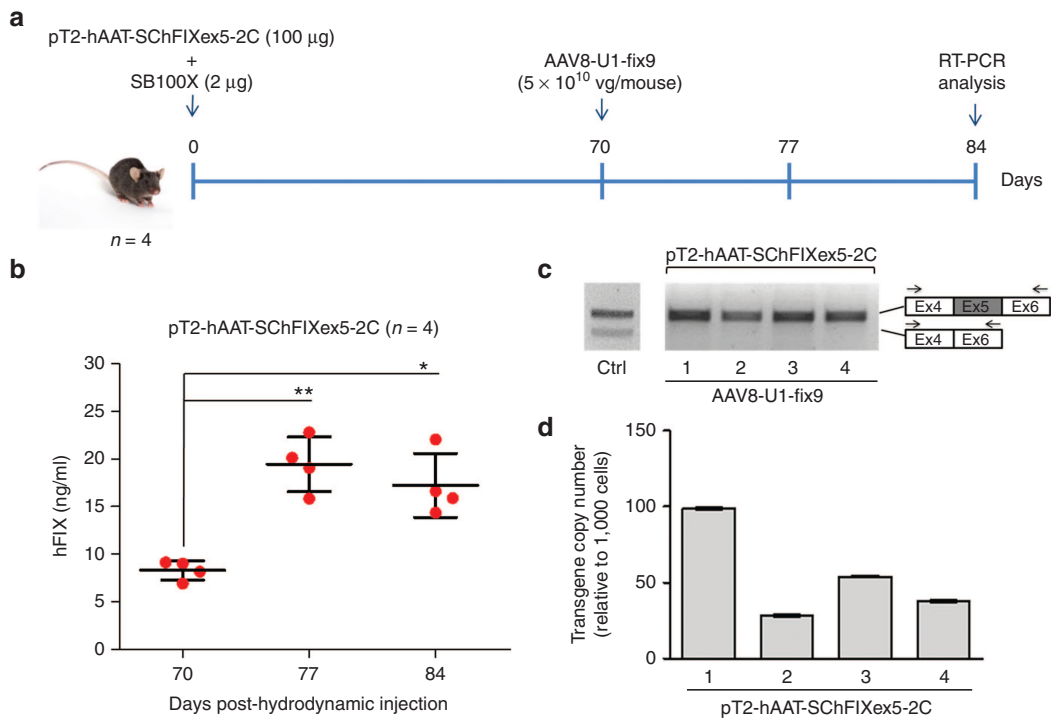 a
pT2-hAAT-SChFIXex5-2C (100 µg)
+
SB100X (2 µg)
AAV8-U1-fix9
(5 × 10¹⁰ vg/mouse)
RT-PCR
analysis
0
70
77
84
Days
n = 4
b
pT2-hAAT-SChFIXex5-2C (n = 4)
hFIX (ng/ml)
30
25
20
15
10
5
0
*
**
70
77
84
Days post-hydrodynamic injection
c
pT2-hAAT-SChFIXex5-2C
Ex4 Ex5 Ex6
Ex4 Ex6
Ctrl
1 2 3 4
AAV8-U1-fix9
d
Transgene copy number
(relative to 1,000 cells)
150
100
50
0
1 2 3 4
pT2-hAAT-SChFIXex5-2C